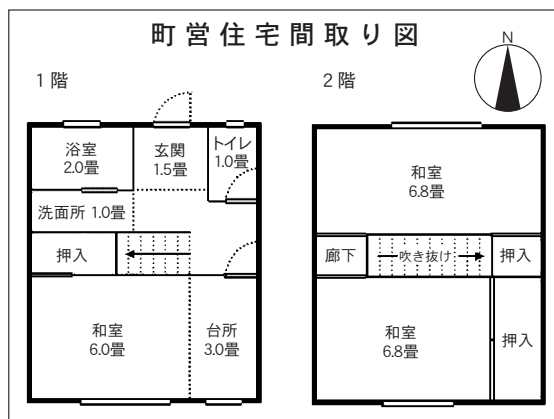 町営住宅間取り図
N
1階
2階
浴室
2.0畳
玄関
1.5畳
トイレ
1.0畳
洗面所 1.0畳
押入
和室
6.0畳
台所
3.0畳
和室
6.8畳
廊下
吹き抜け
押入
和室
6.8畳
押入